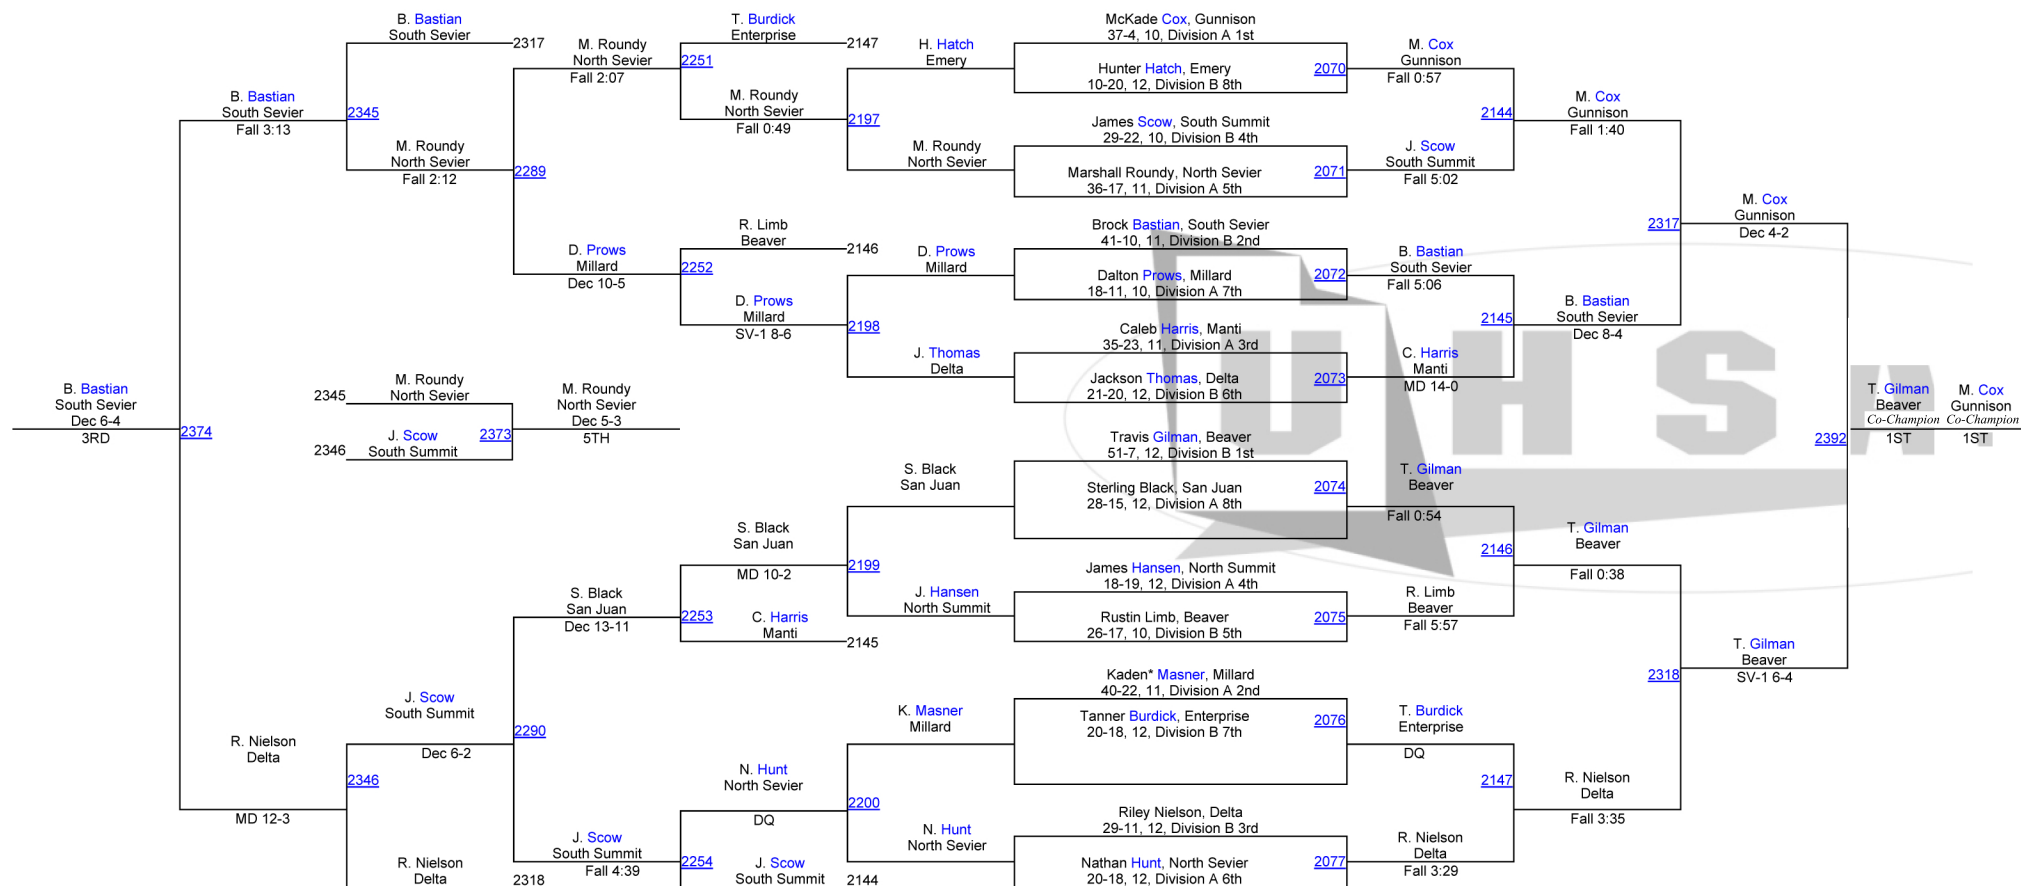 B. Bastian
South Sevier
2317
B. Bastian
South Sevier
Fall 3:13
2345
M. Roundy
North Sevier
Fall 2:12
M. Roundy
North Sevier
Fall 2:07
2289
D. Prows
Millard
Dec 10-5
T. Burdick
Enterprise
2147
2251
M. Roundy
North Sevier
Fall 0:49
R. Limb
Beaver
2146
2252
D. Prows
Millard
SV-1 8-6
H. Hatch
Emery
2197
M. Roundy
North Sevier
D. Prows
Millard
2198
J. Thomas
Delta
McKade Cox, Gunnison
37-4, 10, Division A 1st
Hunter Hatch, Emery
10-20, 12, Division B 8th
2070
James Scow, South Summit
29-22, 10, Division B 4th
Marshall Roundy, North Sevier
36-17, 11, Division A 5th
2071
Brock Bastian, South Sevier
41-10, 11, Division B 2nd
Dalton Prows, Millard
18-11, 10, Division A 7th
2072
Caleb Harris, Manti
35-23, 11, Division A 3rd
Jackson Thomas, Delta
21-20, 12, Division B 6th
2073
M. Cox
Gunnison
Fall 0:57
2144
J. Scow
South Summit
Fall 5:02
M. Cox
Gunnison
Fall 1:40
B. Bastian
South Sevier
Fall 5:06
2145
C. Harris
Manti
MD 14-0
B. Bastian
South Sevier
Dec 8-4
2317
M. Cox
Gunnison
Dec 4-2
UHSA
B. Bastian
South Sevier
Dec 6-4
3RD
2374
2345
M. Roundy
North Sevier
2346
J. Scow
South Summit
2373
M. Roundy
North Sevier
Dec 5-3
5TH
T. Gilman
Beaver
Co-Champion
1ST
M. Cox
Gunnison
Co-Champion
1ST
2392
R. Nielson
Delta
MD 12-3
2346
J. Scow
South Summit
Dec 6-2
R. Nielson
Delta
2318
2290
S. Black
San Juan
Dec 13-11
J. Scow
South Summit
Fall 4:39
S. Black
San Juan
MD 10-2
2253
C. Harris
Manti
2145
N. Hunt
North Sevier
DQ
2254
J. Scow
South Summit
2144
S. Black
San Juan
2199
J. Hansen
North Summit
K. Masner
Millard
2200
N. Hunt
North Sevier
Travis Gilman, Beaver
51-7, 12, Division B 1st
Sterling Black, San Juan
28-15, 12, Division A 8th
2074
James Hansen, North Summit
18-19, 12, Division A 4th
Rustin Limb, Beaver
26-17, 10, Division B 5th
2075
Kaden* Masner, Millard
40-22, 11, Division A 2nd
Tanner Burdick, Enterprise
20-18, 12, Division B 7th
2076
Riley Nielson, Delta
29-11, 12, Division B 3rd
Nathan Hunt, North Sevier
20-18, 12, Division A 6th
2077
T. Gilman
Beaver
Fall 0:54
2146
R. Limb
Beaver
Fall 5:57
T. Gilman
Beaver
Fall 0:38
T. Burdick
Enterprise
DQ
2147
R. Nielson
Delta
Fall 3:29
R. Nielson
Delta
Fall 3:35
2318
T. Gilman
Beaver
SV-1 6-4